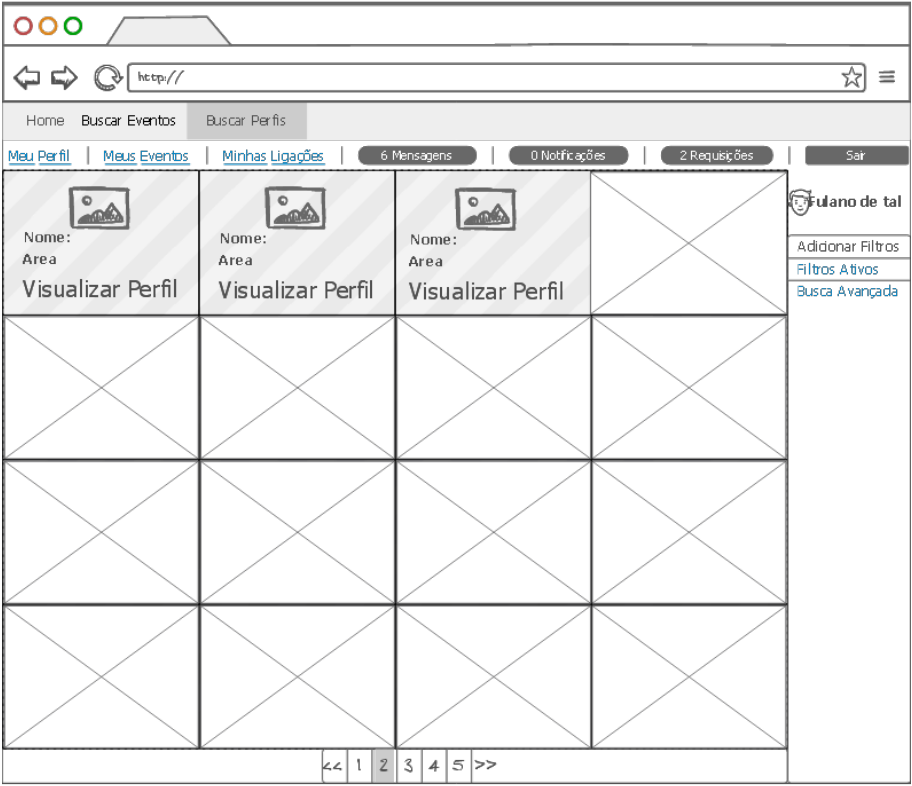 http://
Home Buscar Eventos Buscar Perfis
Meu Perfil | Meus Eventos | Minhas Ligações | 6 Mensagens | 0 Notificações | 2 Requisições | Sair
Fulano de tal
Nome: Nome: Nome:
Area Area Area
Visualizar Perfil Visualizar Perfil Visualizar Perfil
Adicionar Filtros
Filtros Ativos
Busca Avançada
<< 1 2 3 4 5 >>